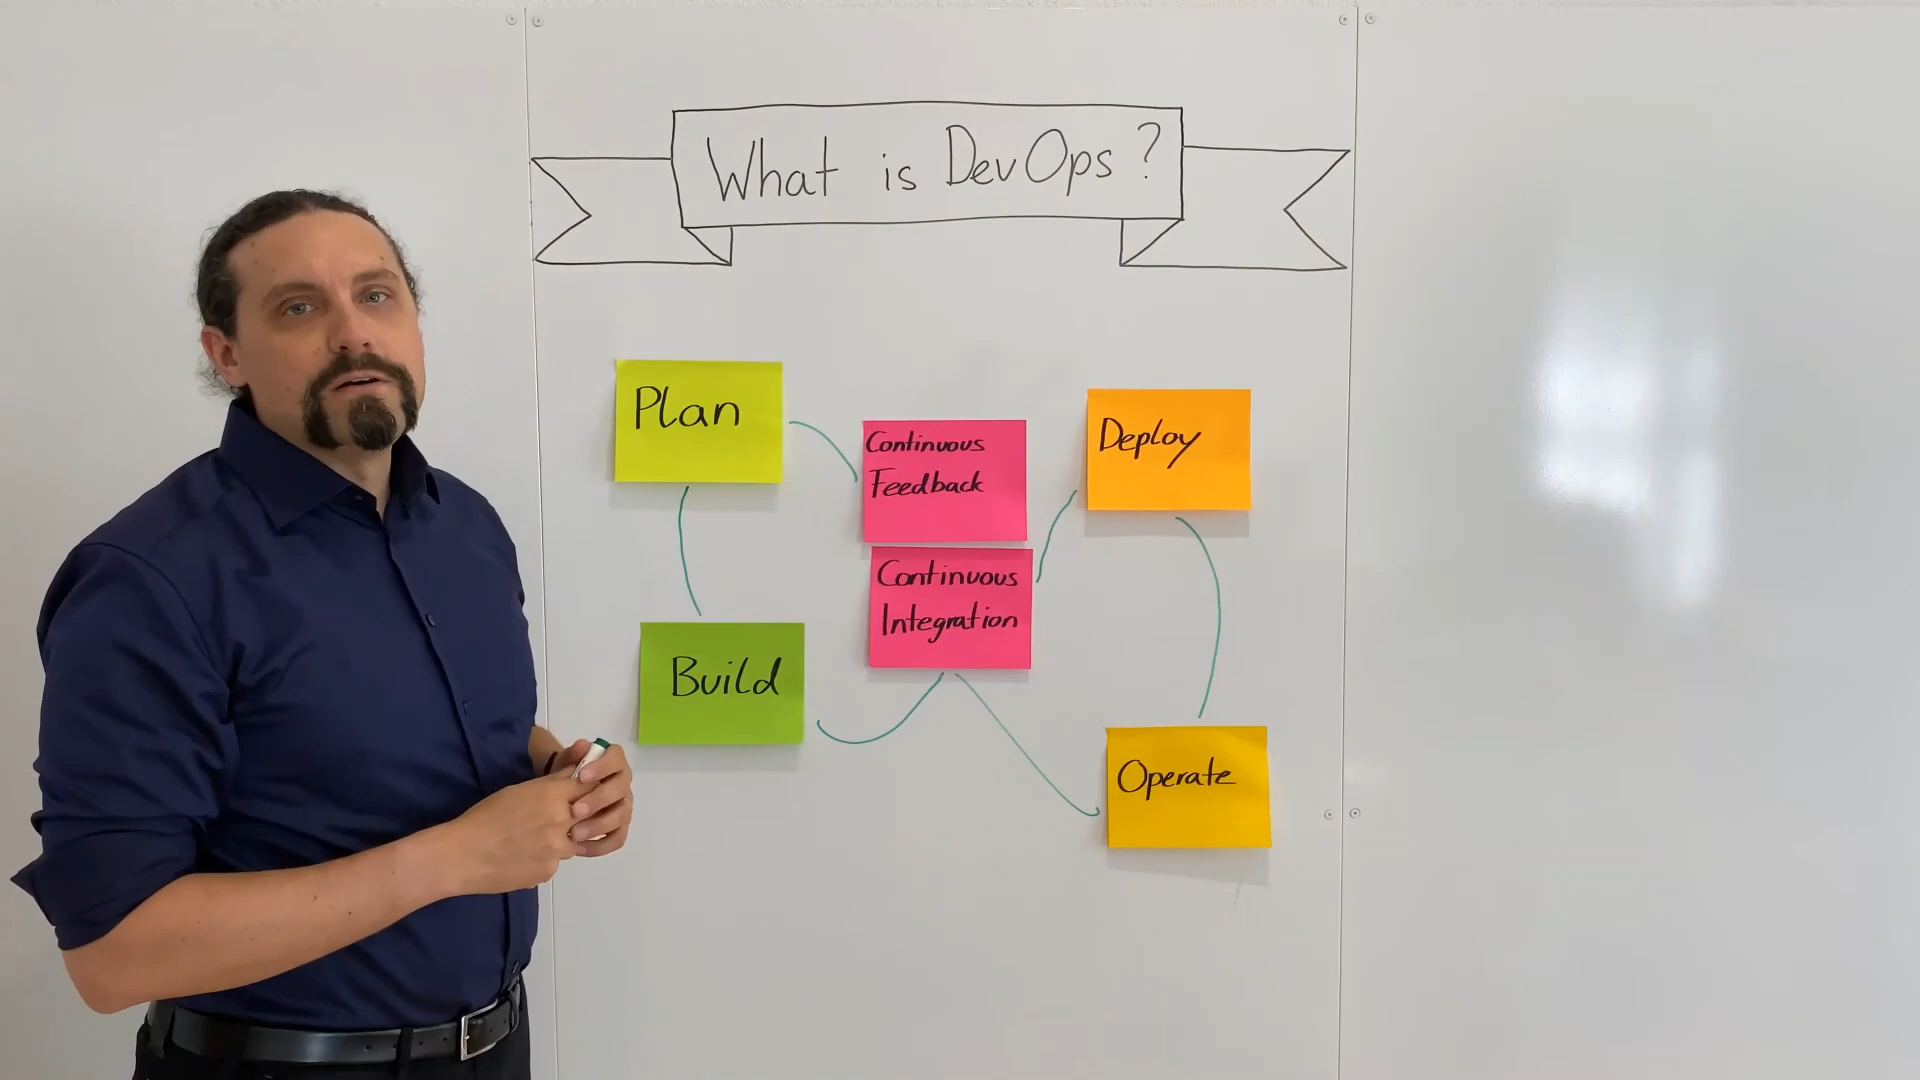 What is DevOps?
Plan
Continuous
Feedback
Deploy
Continuous
Integration
Build
Operate